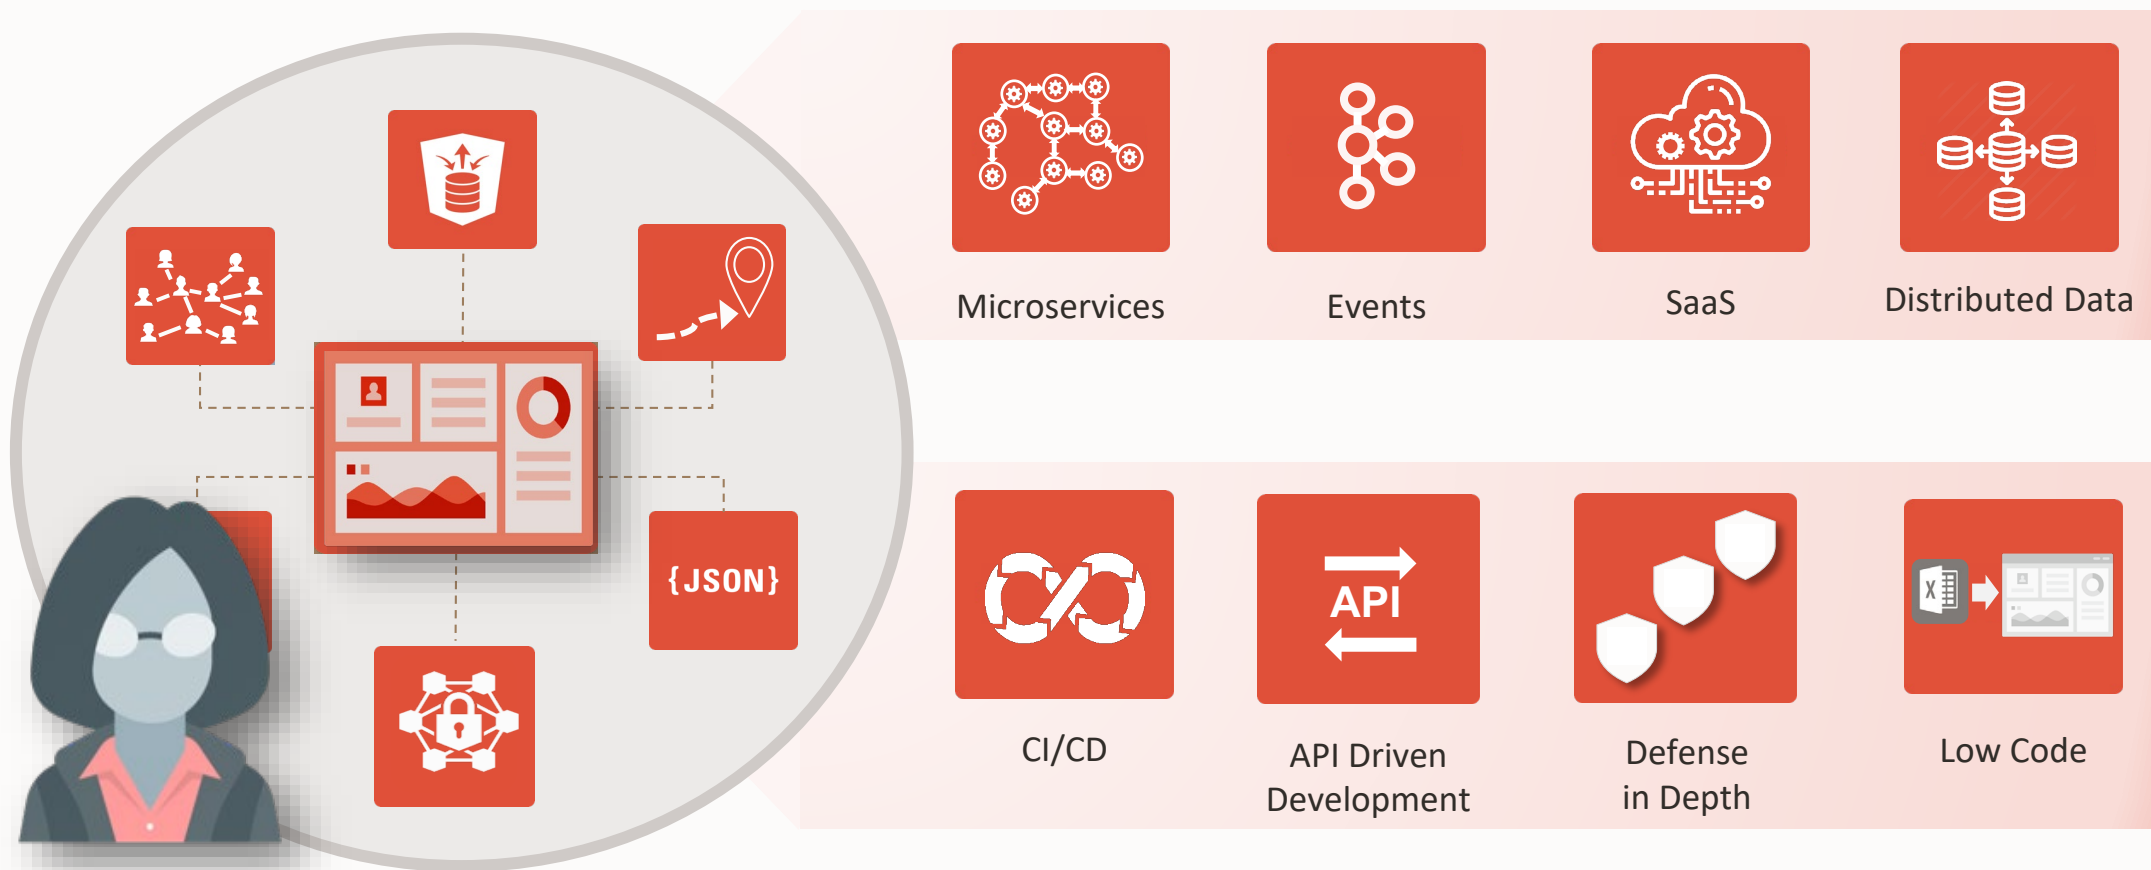 Microservices
Events
SaaS
Distributed Data
{JSON}
API
X
CI/CD
API Driven
Development
Defense
in Depth
Low Code